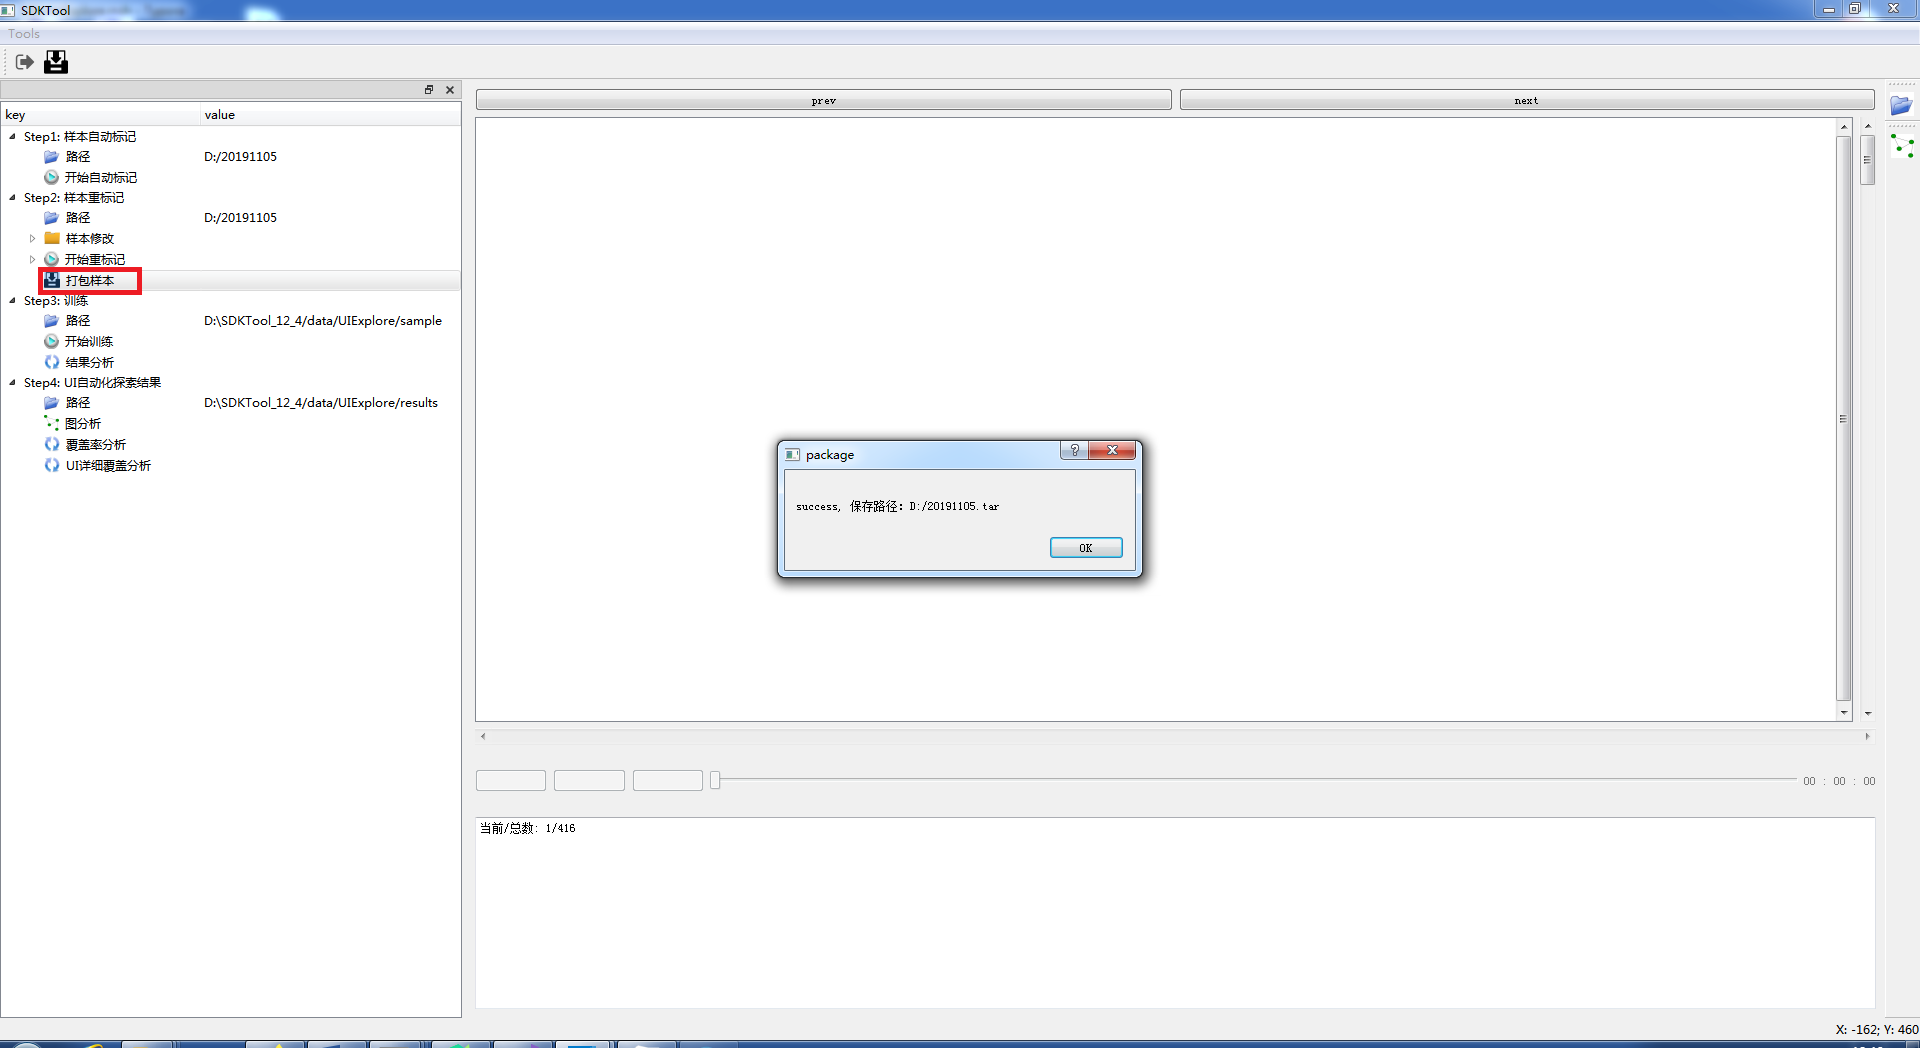 SDKTool
Tools
key value
Step1: 样本自动标记
路径 D:/20191105
开始自动标记
Step2: 样本重标记
路径 D:/20191105
样本修改
开始重标记
打包样本
Step3: 训练
路径 D:\SDKTool_12_4/data/UIExplore/sample
开始训练
结果分析
Step4: UI自动化探索结果
路径 D:\SDKTool_12_4/data/UIExplore/results
图分析
覆盖率分析
UI详细覆盖分析
prev next
package
success, 保存路径: D:/20191105.tar
OK
00 : 00 : 00
当前/总数: 1/416
X: -162; Y: 460